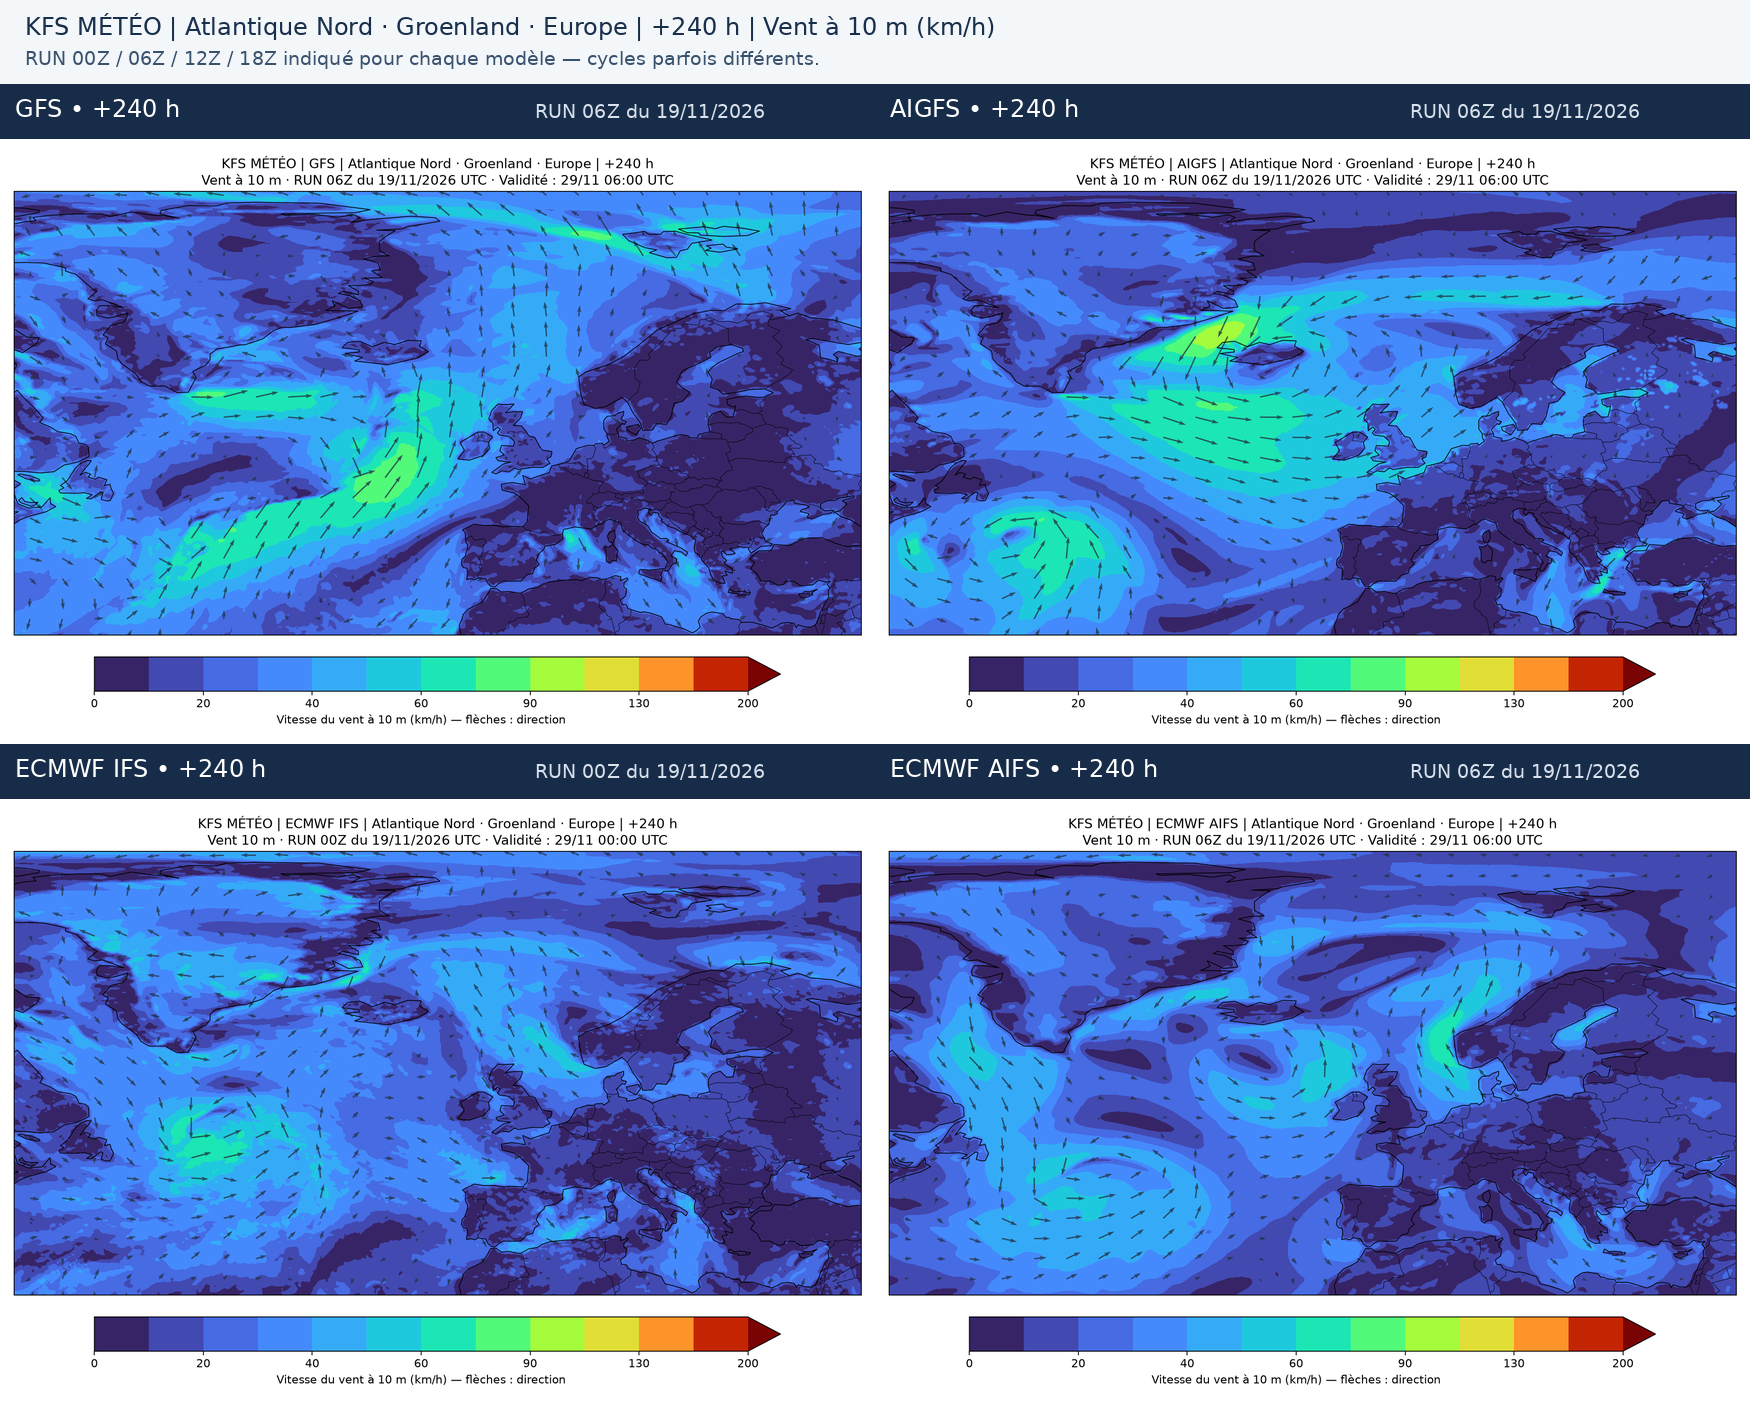 KFS MÉTÉO | Atlantique Nord · Groenland · Europe | +240 h | Vent à 10 m (km/h)
RUN 00Z / 06Z / 12Z / 18Z indiqué pour chaque modèle — cycles parfois différents.
GFS • +240 h
RUN 06Z du 19/11/2026
KFS MÉTÉO | GFS | Atlantique Nord · Groenland · Europe | +240 h
Vent à 10 m · RUN 06Z du 19/11/2026 UTC · Validité : 29/11 06:00 UTC
0 20 40 60 90 130 200
Vitesse du vent à 10 m (km/h) — flèches : direction
AIGFS • +240 h
RUN 06Z du 19/11/2026
KFS MÉTÉO | AIGFS | Atlantique Nord · Groenland · Europe | +240 h
Vent à 10 m · RUN 06Z du 19/11/2026 UTC · Validité : 29/11 06:00 UTC
0 20 40 60 90 130 200
Vitesse du vent à 10 m (km/h) — flèches : direction
ECMWF IFS • +240 h
RUN 00Z du 19/11/2026
KFS MÉTÉO | ECMWF IFS | Atlantique Nord · Groenland · Europe | +240 h
Vent 10 m · RUN 00Z du 19/11/2026 UTC · Validité : 29/11 00:00 UTC
0 20 40 60 90 130 200
Vitesse du vent à 10 m (km/h) — flèches : direction
ECMWF AIFS • +240 h
RUN 06Z du 19/11/2026
KFS MÉTÉO | ECMWF AIFS | Atlantique Nord · Groenland · Europe | +240 h
Vent 10 m · RUN 06Z du 19/11/2026 UTC · Validité : 29/11 06:00 UTC
0 20 40 60 90 130 200
Vitesse du vent à 10 m (km/h) — flèches : direction